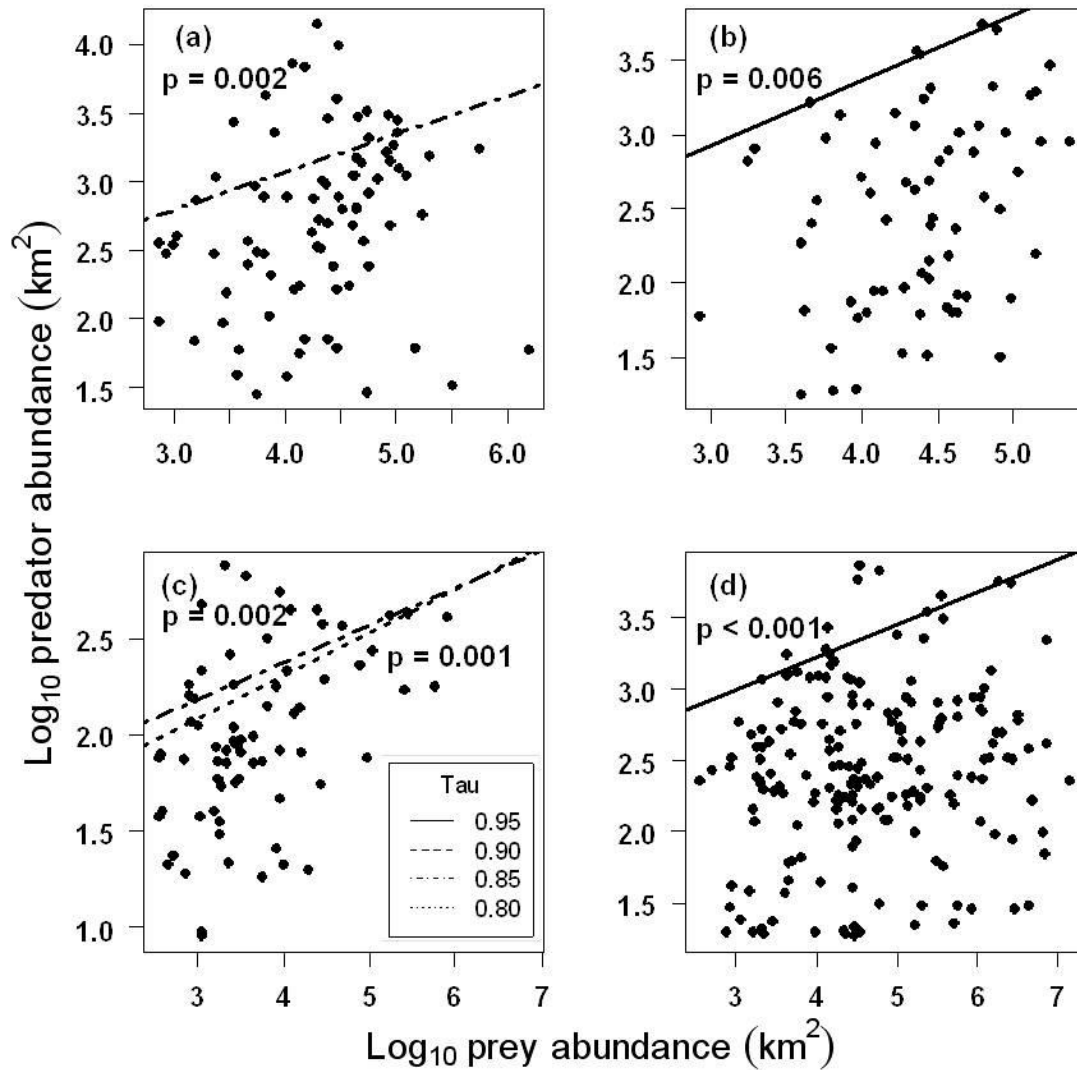 (a)
p = 0.002
4.0
3.5
3.0
2.5
2.0
1.5
3.0 4.0 5.0 6.0
(b)
p = 0.006
3.5
3.0
2.5
2.0
1.5
3.0 4.0 4.5 5.0
Log₁₀ predator abundance (km²)
(c)
p = 0.002
p = 0.001
2.5
2.0
1.5
1.0
3 4 5 6 7
Tau
0.95
0.90
0.85
0.80
(d)
p < 0.001
3.5
3.0
2.5
2.0
1.5
3 4 5 6 7
Log₁₀ prey abundance (km²)